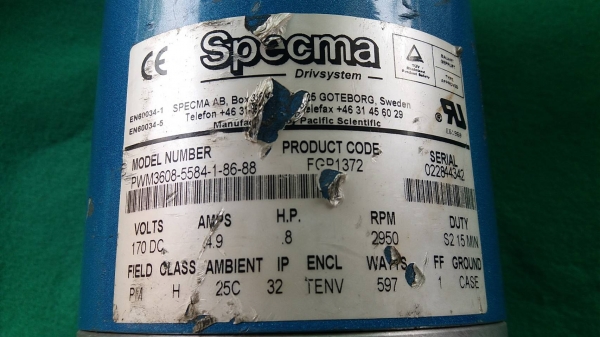 CE
Specma
Drivsystem
EN60034-1
EN60034-5
SPECMA AB, Box 05 GOTEBORG, Sweden
Telefon +46 31 Telefax +46 31 45 60 29
Manufac Pacific Scientific
MODEL NUMBER PRODUCT CODE SERIAL
PWM3608-5584-1-86-88 FCP1372 022844342
VOLTS AMPS H.P. RPM DUTY
170 DC 4.9 .8 2950 S2 15 MIN
FIELD CLASS AMBIENT IP ENCL WATTS FF GROUND
PM H 25C 32 TENV 597 1 CASE